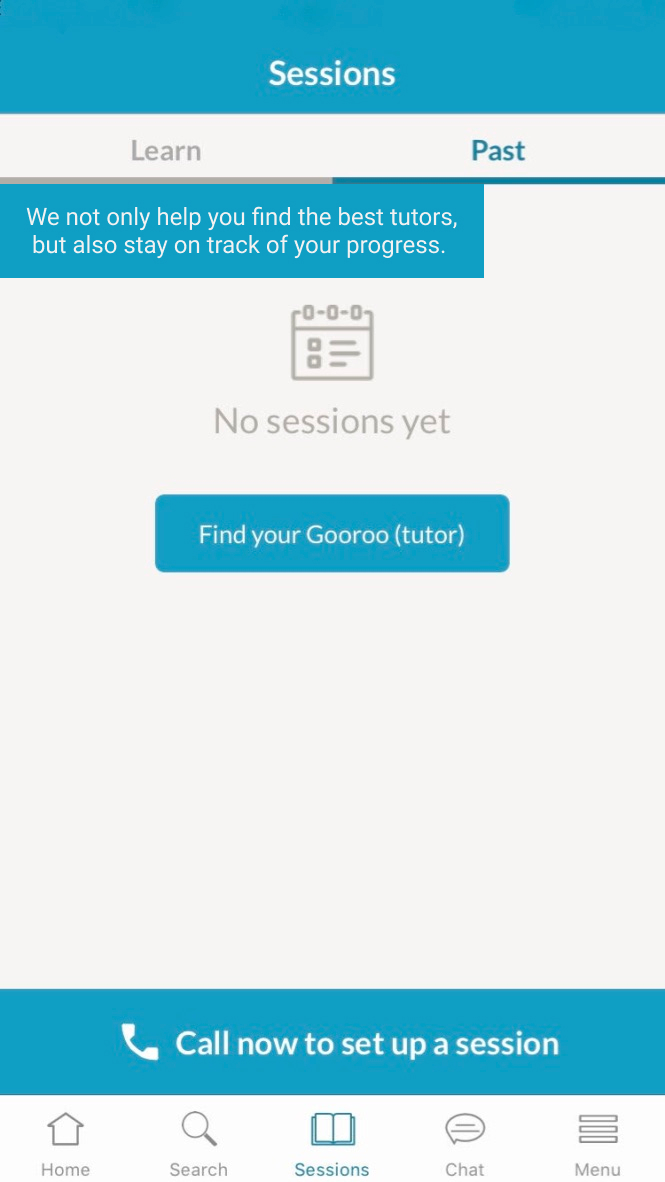 Sessions
Learn
Past
We not only help you find the best tutors,
but also stay on track of your progress.
No sessions yet
Find your Gooroo (tutor)
Call now to set up a session
Home
Search
Sessions
Chat
Menu